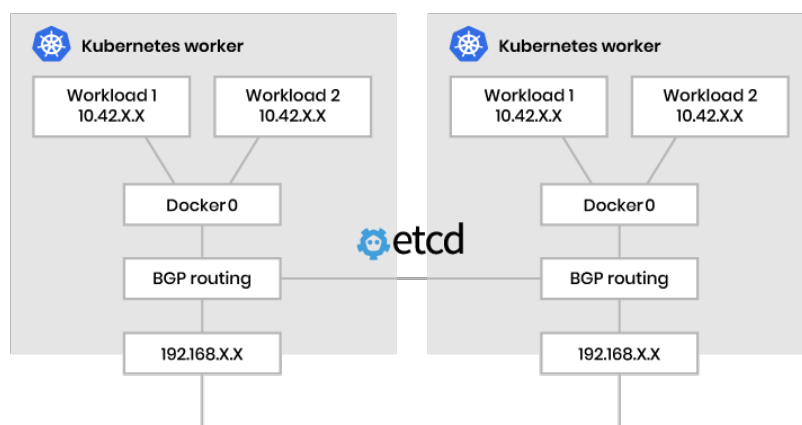 Kubernetes worker
Workload 1
10.42.X.X
Workload 2
10.42.X.X
Docker0
BGP routing
192.168.X.X
etcd
Kubernetes worker
Workload 1
10.42.X.X
Workload 2
10.42.X.X
Docker0
BGP routing
192.168.X.X